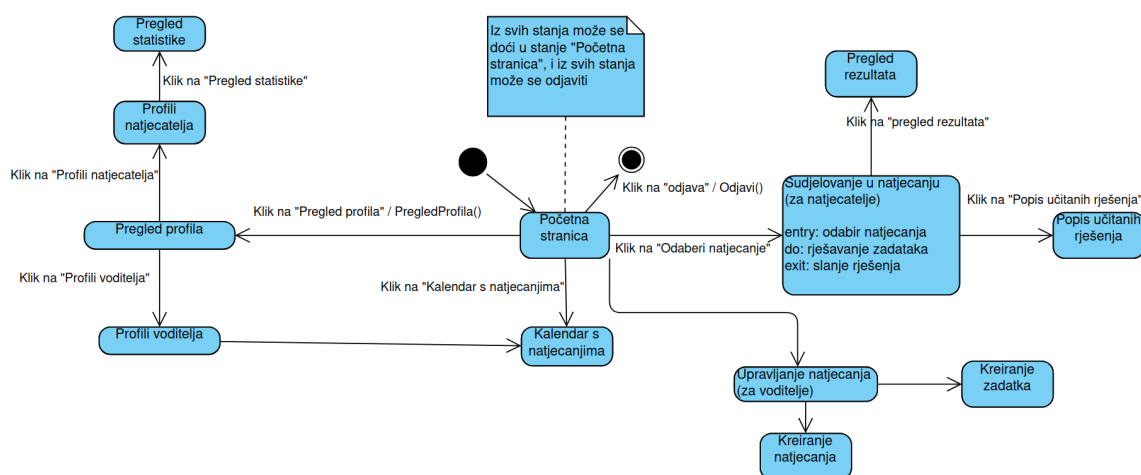 Pregled
statistike
Iz svih stanja može se
doći u stanje "Početna
stranica", i iz svih stanja
može se odjaviti
Pregled
rezultata
Klik na "Pregled statistike"
Profili
natjecatelja
Klik na "pregled rezultata"
Klik na "Profili natjecatelja"
Klik na "odjava" / Odjavi()
Sudjelovanje u natjecanju
(za natjecatelje)
entry: odabir natjecanja
do: rješavanje zadataka
exit: slanje rješenja
Klik na "Popis učitanih rješenja"
Popis učitanih
rješenja
Klik na "Pregled profila" / PregledProfila()
Početna
stranica
Pregled profila
Klik na "Odaberi natjecanje"
Klik na "Profili voditelja"
Klik na "Kalendar s natjecanjima"
Profili voditelja
Kalendar s
natjecanjima
Upravljanje natjecanja
(za voditelje)
Kreiranje
zadatka
Kreiranje
natjecanja